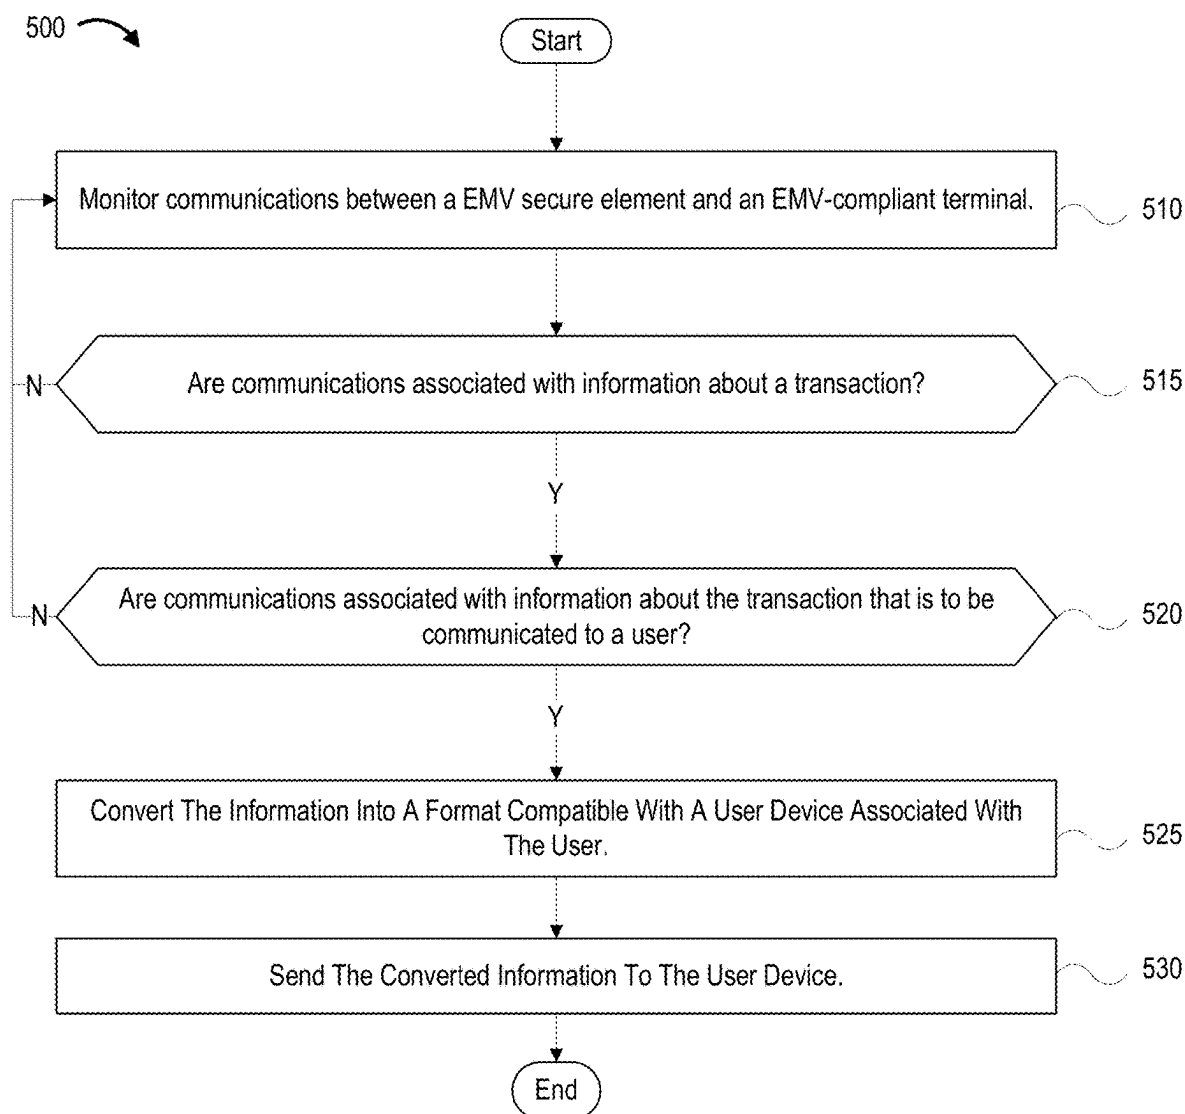 500
Start
Monitor communications between a EMV secure element and an EMV-compliant terminal.
510
Are communications associated with information about a transaction?
515
N
Y
Are communications associated with information about the transaction that is to be
communicated to a user?
520
N
Y
Convert The Information Into A Format Compatible With A User Device Associated With
The User.
525
Send The Converted Information To The User Device.
530
End